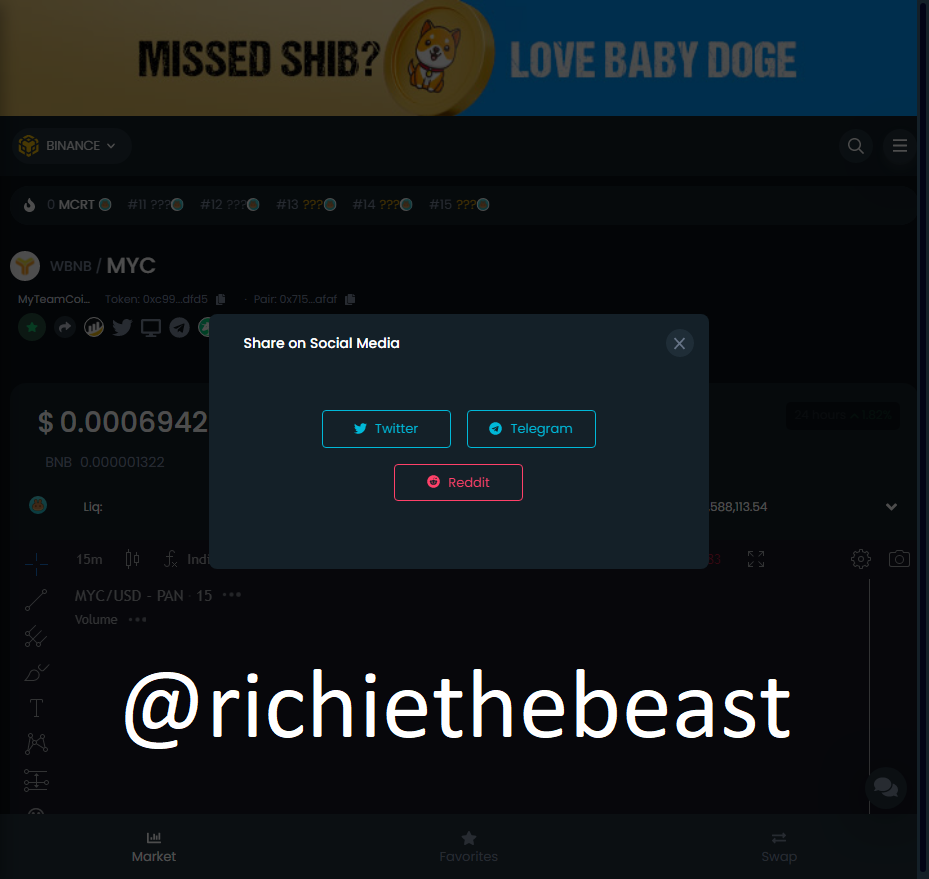 MISSED SHIB? LOVE BABY DOGE
BINANCE
0 MCRT #11 ??? #12 ??? #13 ??? #14 ??? #15 ???
WBNB / MYC
MyTeamCoi... Token: 0xc99...dfd5 · Pair: 0x715...afaf
Share on Social Media
$ 0.0006942
24 hours
BNB 0.000001322
Twitter Telegram
Reddit
Liq: .588,113.54
15m Indi
MYC/USD - PAN · 15
Volume
@richiethebeast
Market Favorites Swap